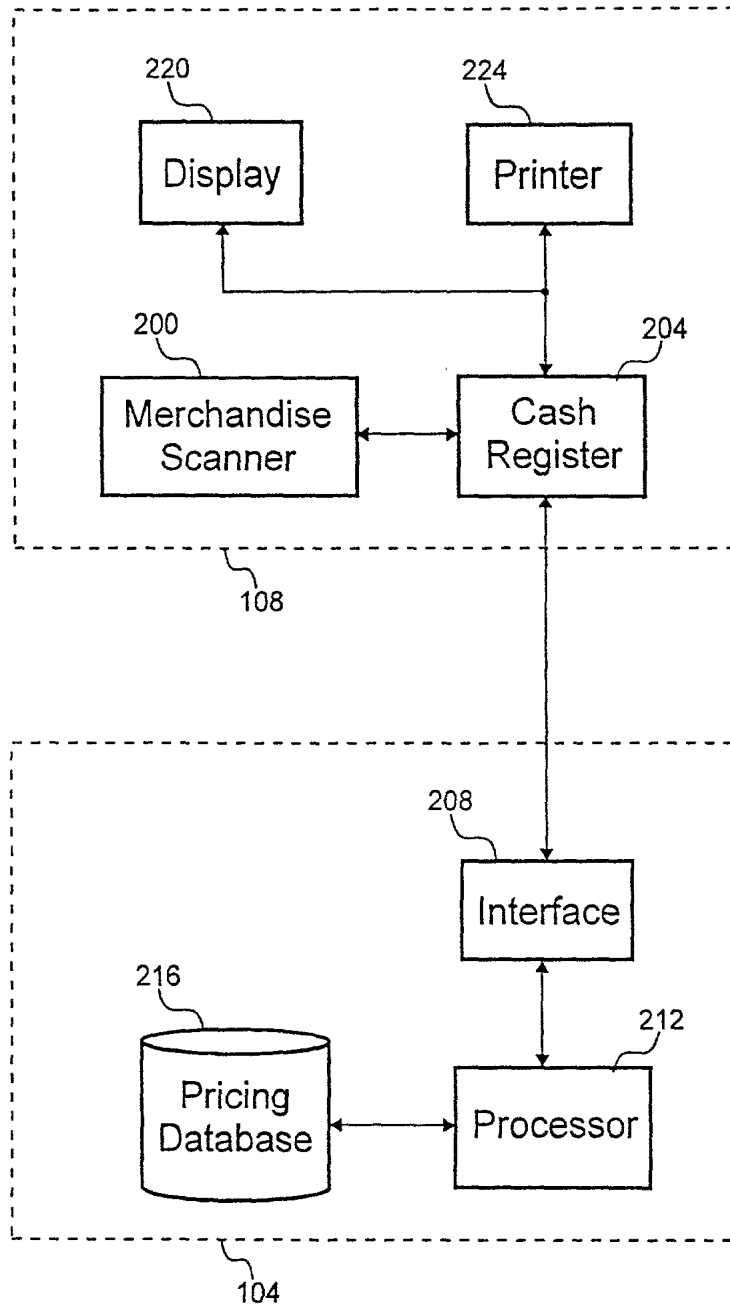 220
224
Display
Printer
200
204
Merchandise
Scanner
Cash
Register
108
208
Interface
216
212
Pricing
Database
Processor
104